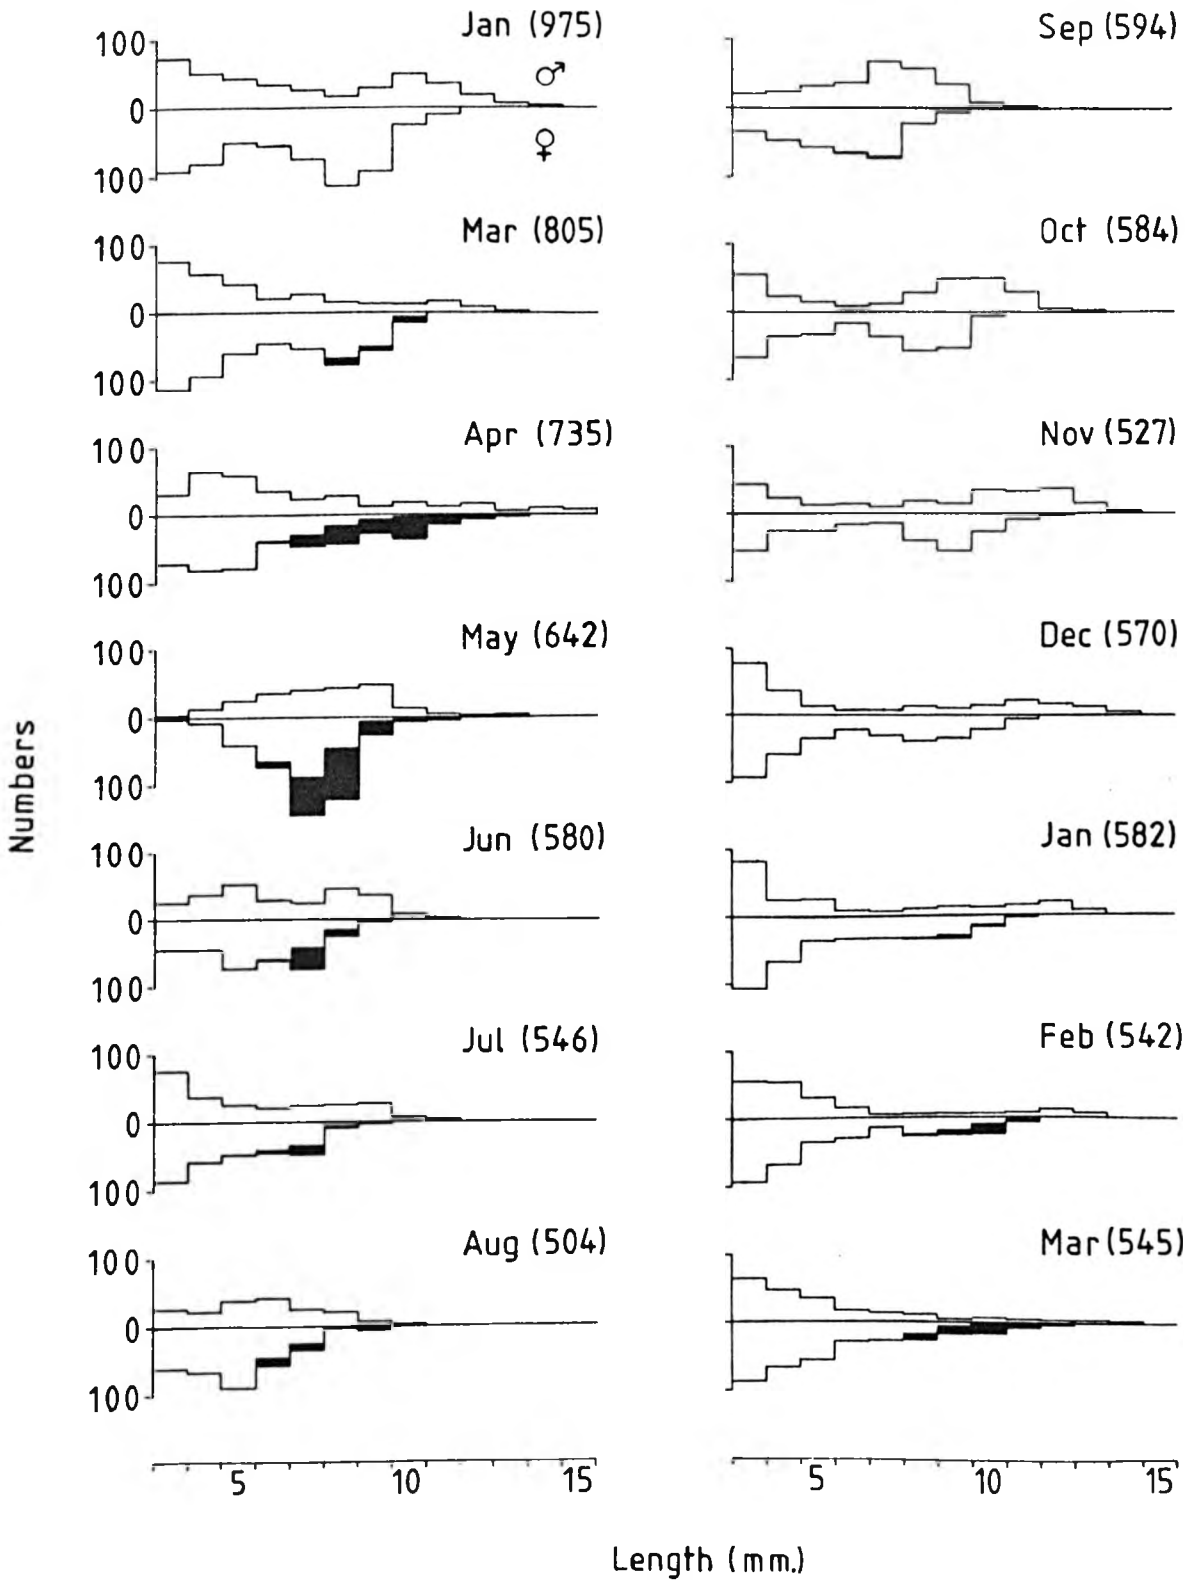 Numbers
Jan (975)
100
♂
0
♀
100
Mar (805)
100
0
100
Apr (735)
100
0
100
May (642)
100
0
100
Jun (580)
100
0
100
Jul (546)
100
0
100
Aug (504)
100
0
100
5 10 15
Sep (594)
Oct (584)
Nov (527)
Dec (570)
Jan (582)
Feb (542)
Mar (545)
5 10 15
Length (mm.)